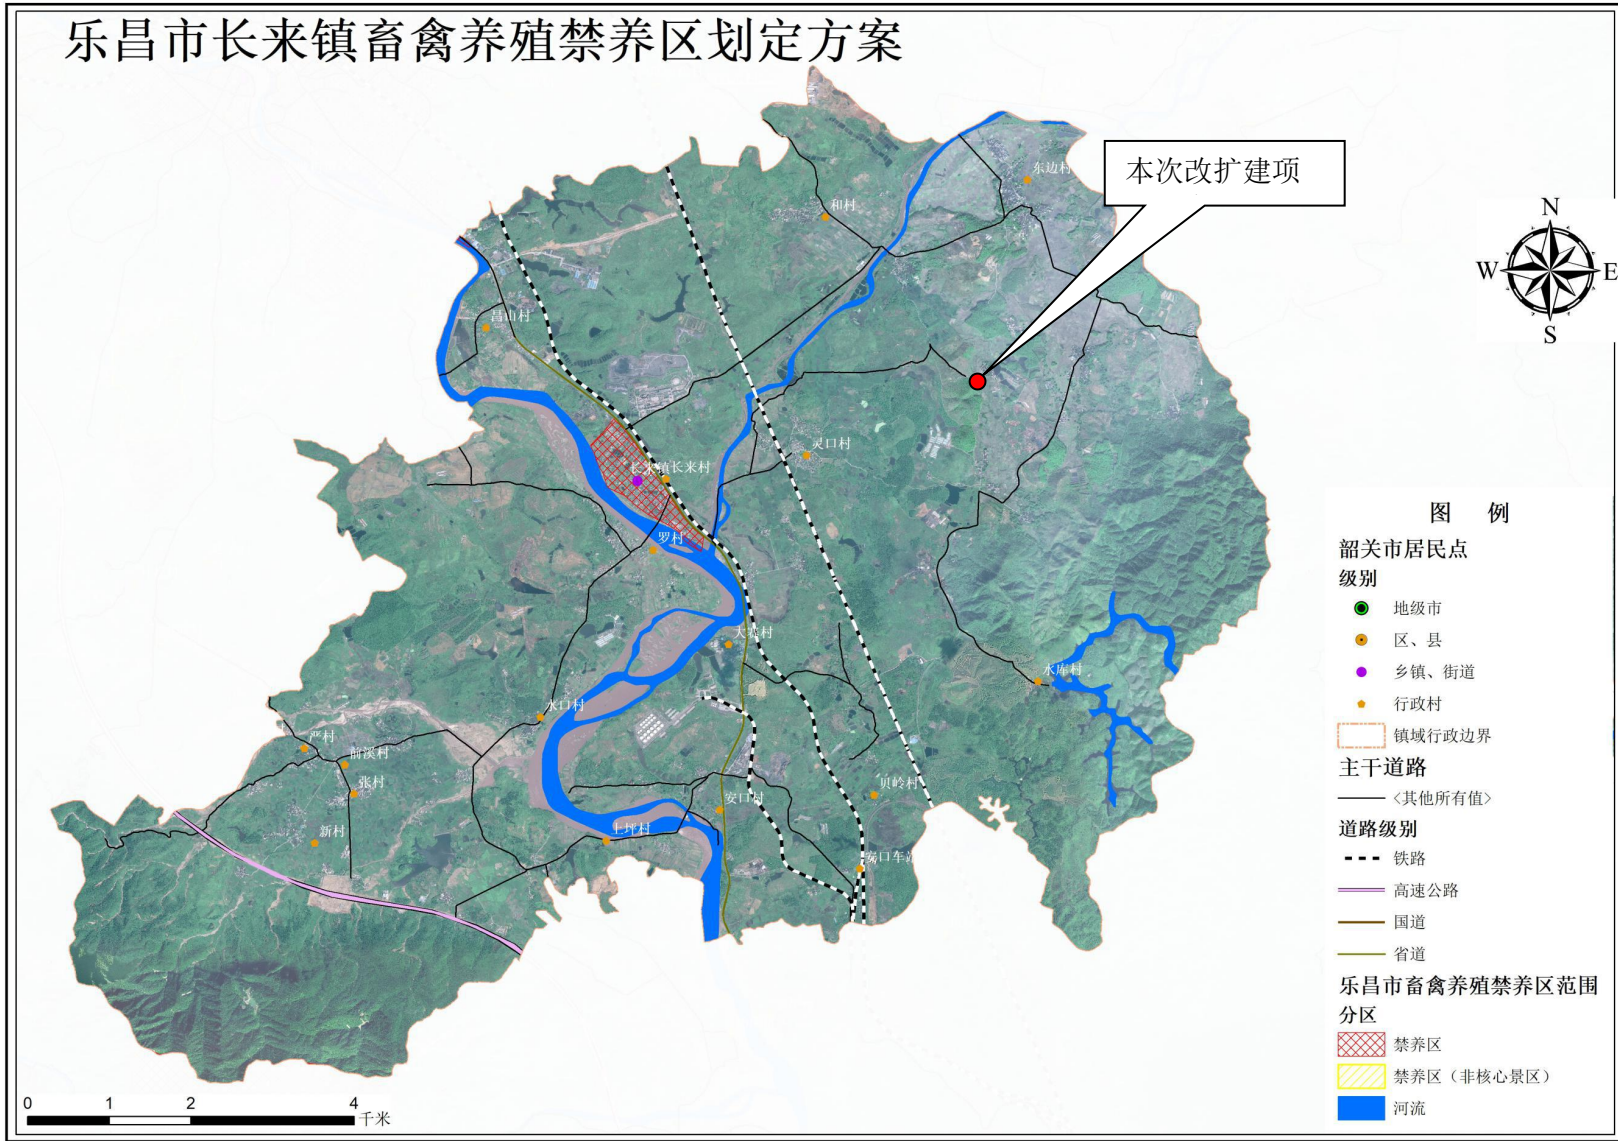 乐昌市长来镇畜禽养殖禁养区划定方案
本次改扩建项
东边村
和村
N
W
E
S
昌山村
灵口村
长来镇
长来村
罗村
大赛村
水库村
水口村
严村
前溪村
张村
新村
安口村
贝岭村
上坪村
安口车站
图 例
韶关市居民点
级别
地级市
区、县
乡镇、街道
行政村
镇域行政边界
主干道路
<其他所有值>
道路级别
铁路
高速公路
国道
省道
乐昌市畜禽养殖禁养区范围
分区
禁养区
禁养区（非核心景区）
河流
0 1 2 4
千米